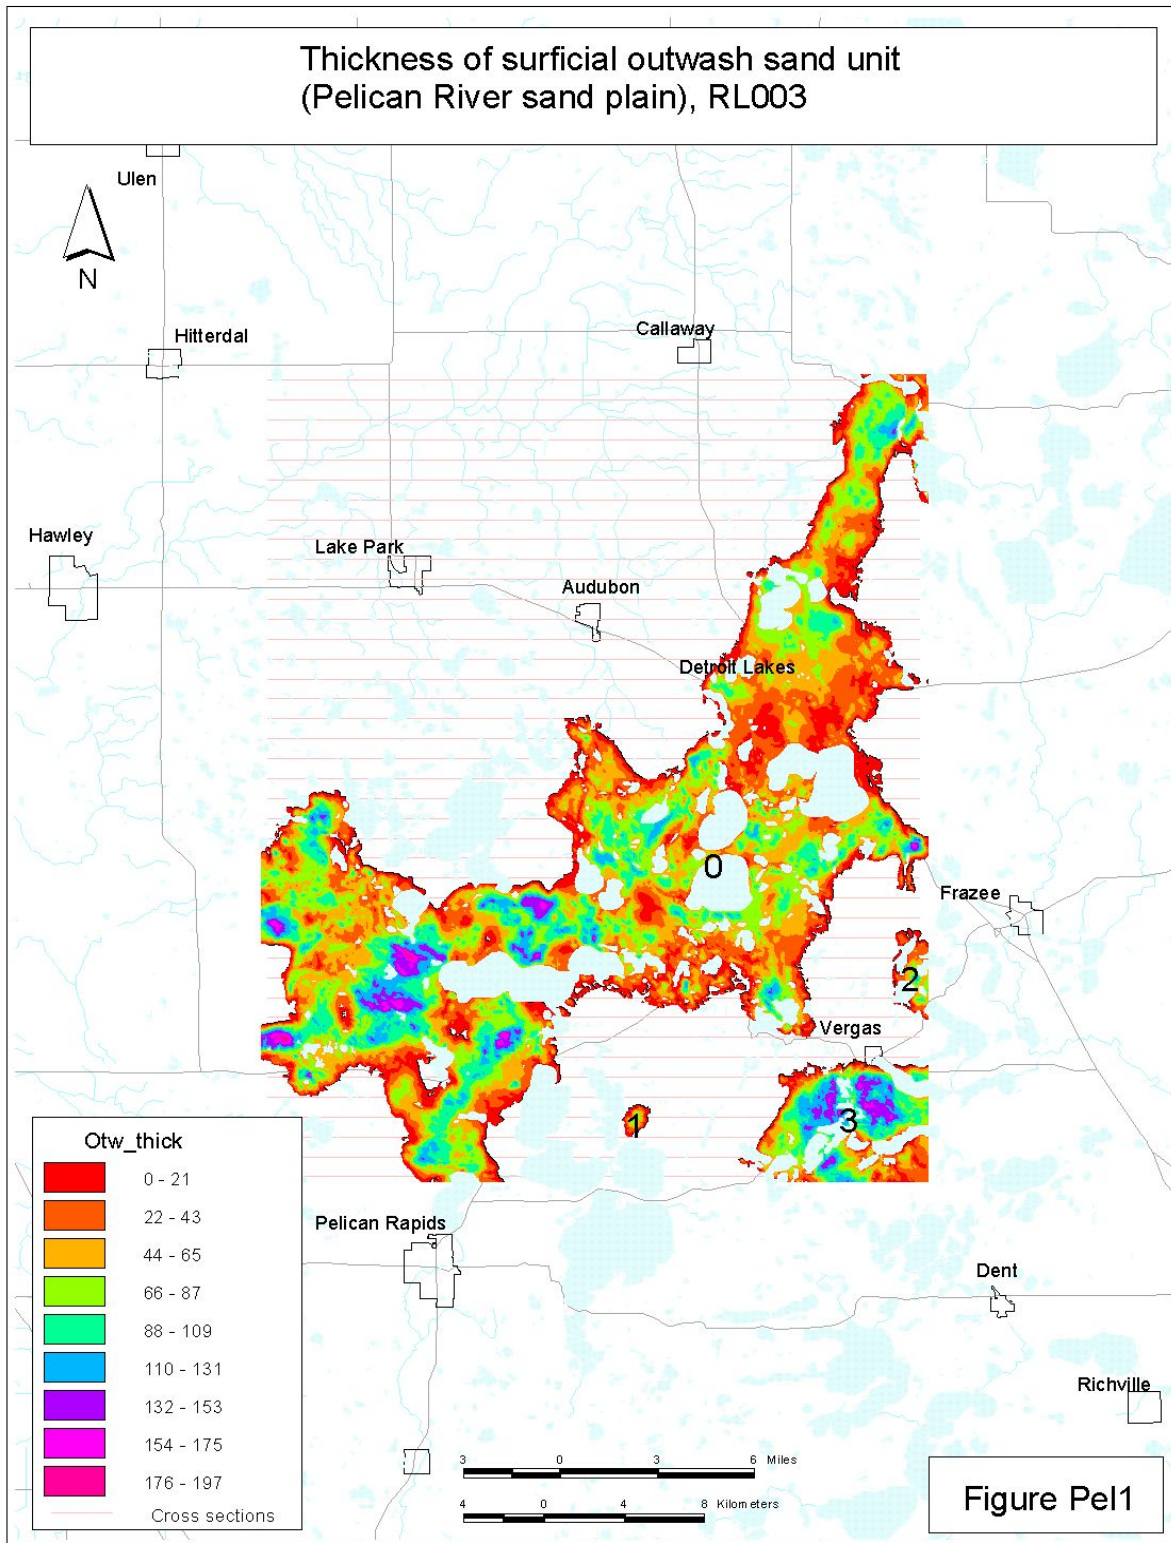 Thickness of surficial outwash sand unit
(Pelican River sand plain), RL003
Ulen
N
Hitterdal
Callaway
Hawley
Lake Park
Audubon
Detroit Lakes
0
Frazee
2
Vergas
1
3
Otw_thick
0 - 21
22 - 43
44 - 65
66 - 87
88 - 109
110 - 131
132 - 153
154 - 175
176 - 197
Cross sections
Pelican Rapids
Dent
Richville
3 0 3 6 Miles
4 0 4 8 Kilometers
Figure Pel1